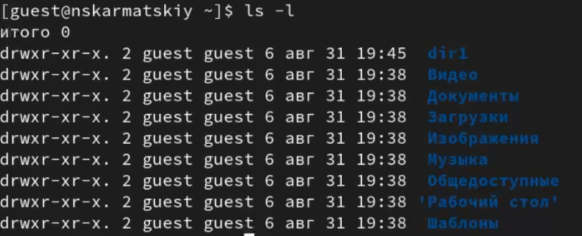 [guest@nskarmatskiy ~]$ ls -l
итого 0
drwxr-xr-x. 2 guest guest 6 авг 31 19:45  dir1
drwxr-xr-x. 2 guest guest 6 авг 31 19:38  Видео
drwxr-xr-x. 2 guest guest 6 авг 31 19:38  Документы
drwxr-xr-x. 2 guest guest 6 авг 31 19:38  Загрузки
drwxr-xr-x. 2 guest guest 6 авг 31 19:38  Изображения
drwxr-xr-x. 2 guest guest 6 авг 31 19:38  Музыка
drwxr-xr-x. 2 guest guest 6 авг 31 19:38  Общедоступные
drwxr-xr-x. 2 guest guest 6 авг 31 19:38 'Рабочий стол'
drwxr-xr-x. 2 guest guest 6 авг 31 19:38  Шаблоны